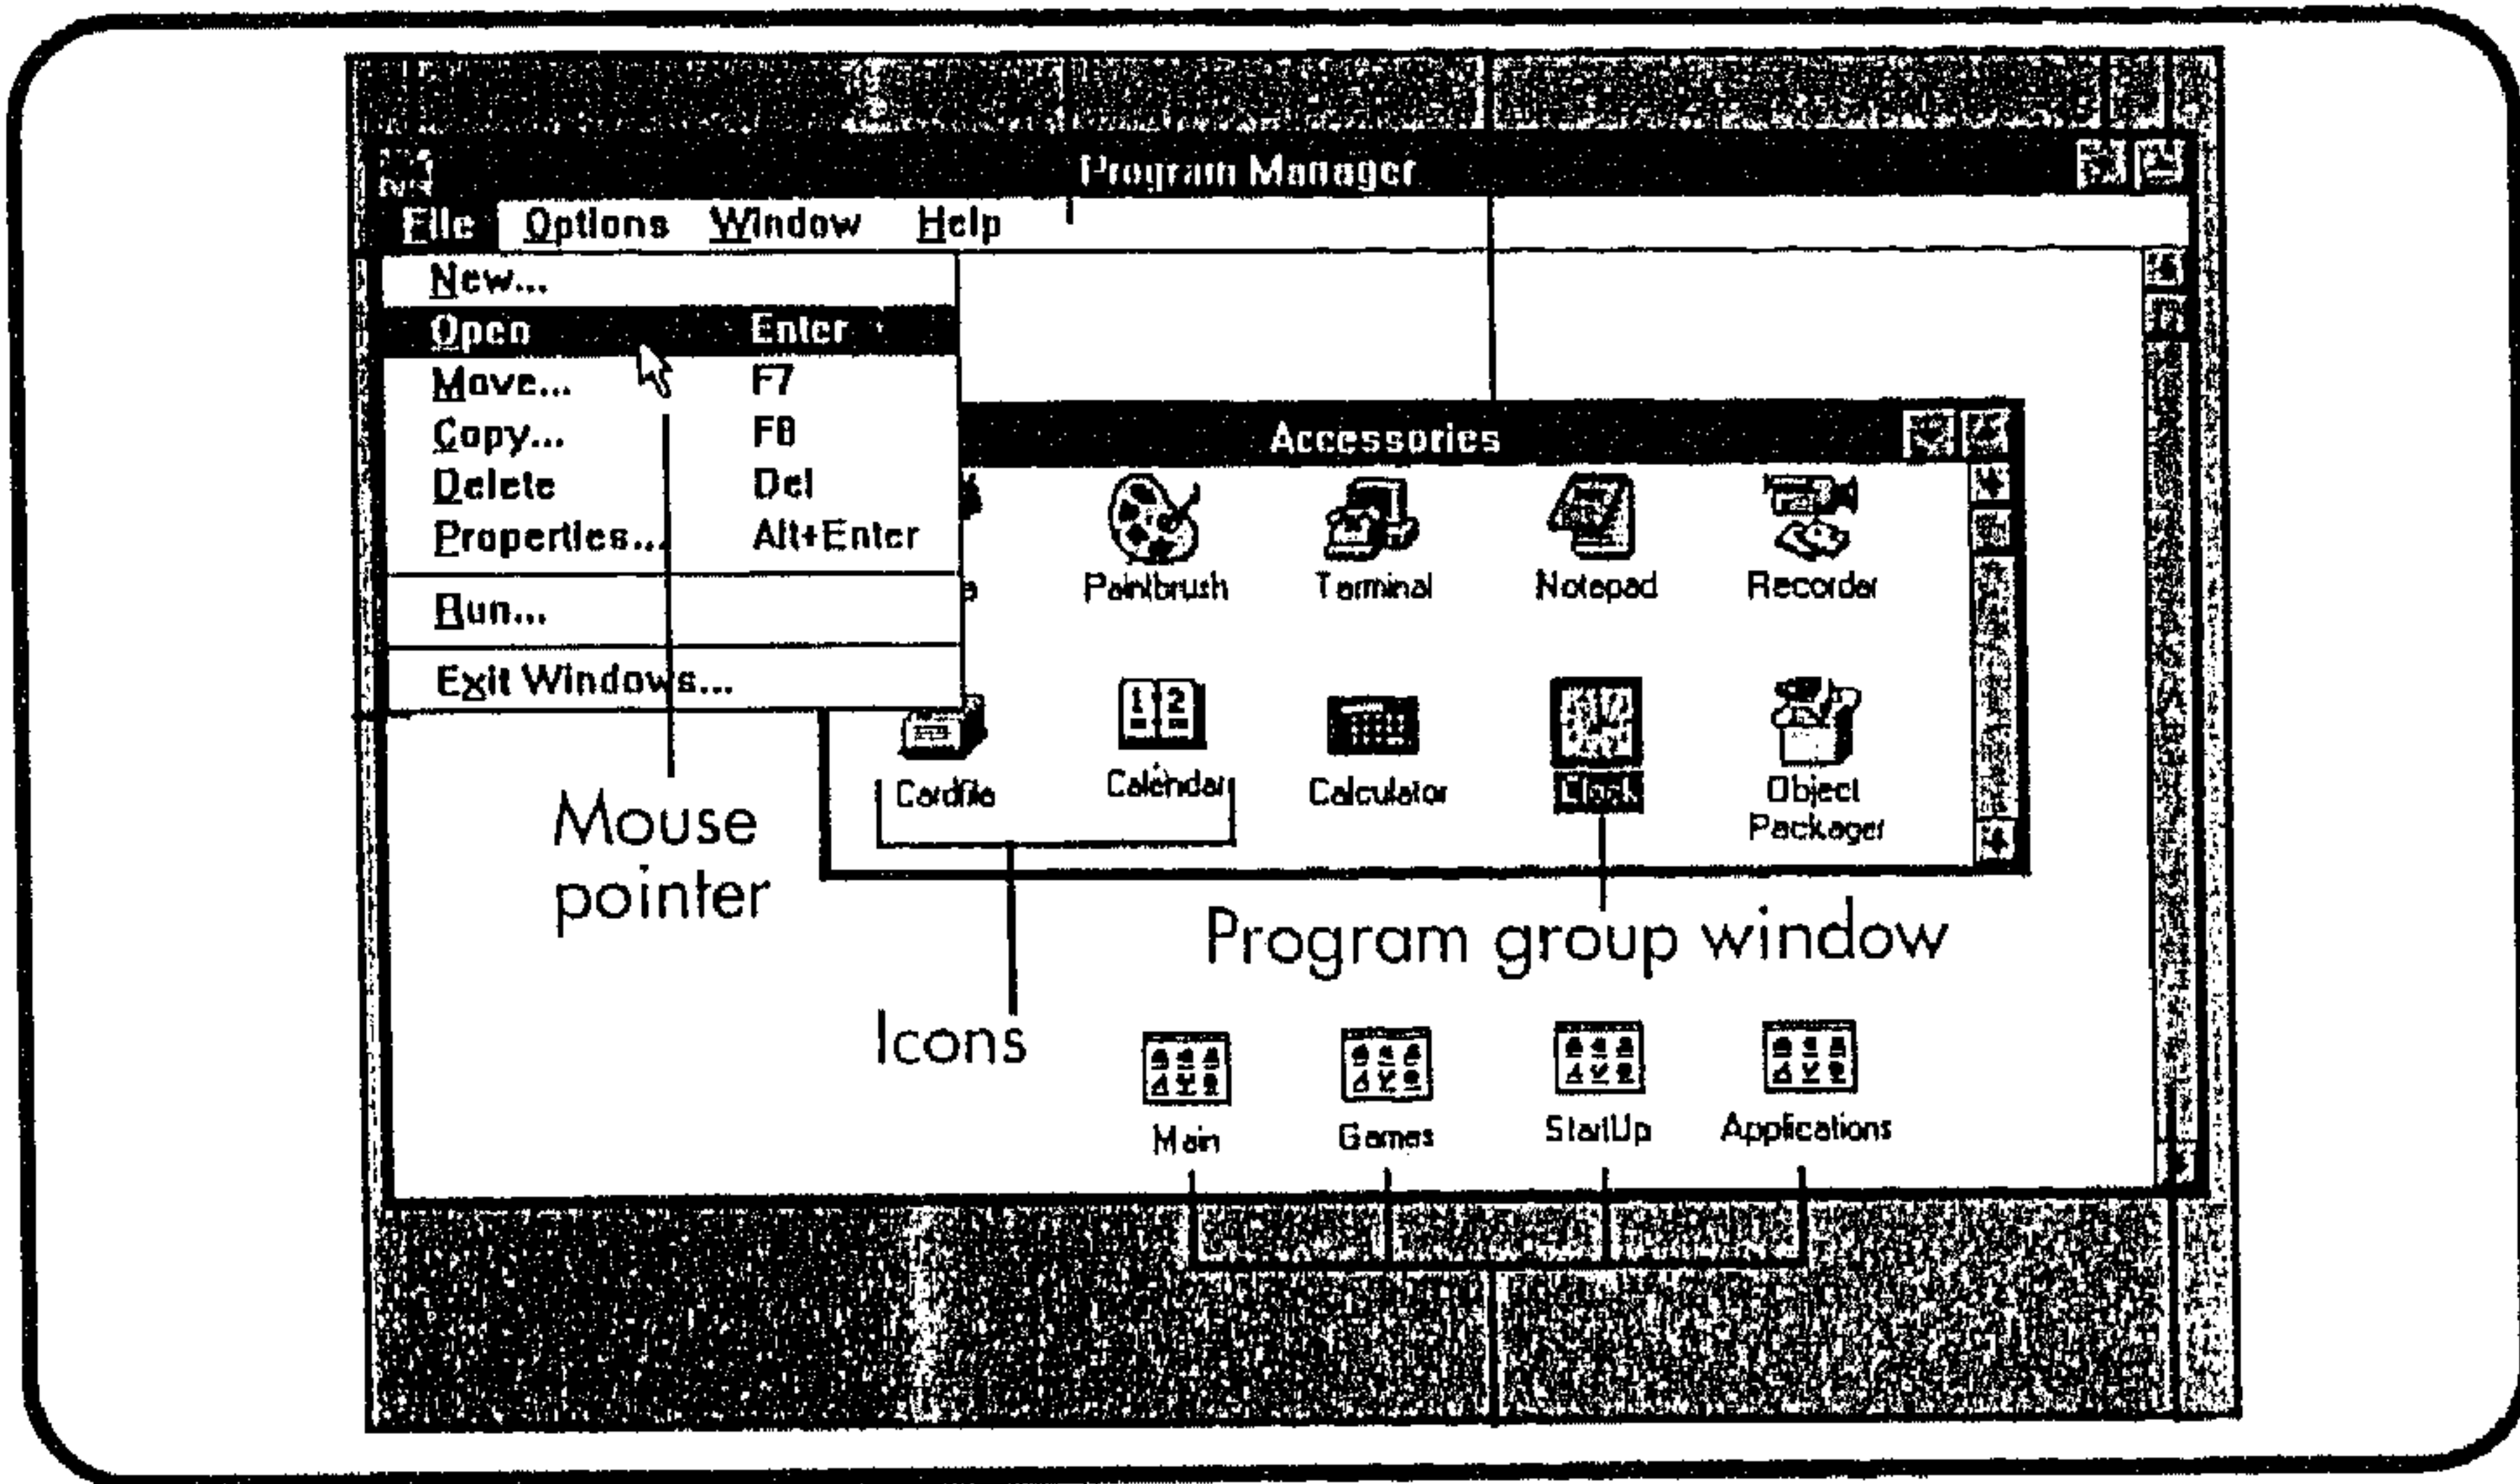 Program Manager
File Options Window Help
New...
Open Enter
Move... F7
Copy... F8
Delete Del
Properties... Alt+Enter
Run...
Exit Windows...
Accessories
Paintbrush Terminal Notepad Recorder
Cardfile Calendar Calculator Clock Object
Packager
Mouse
pointer
Program group window
Icons
Main Games StartUp Applications